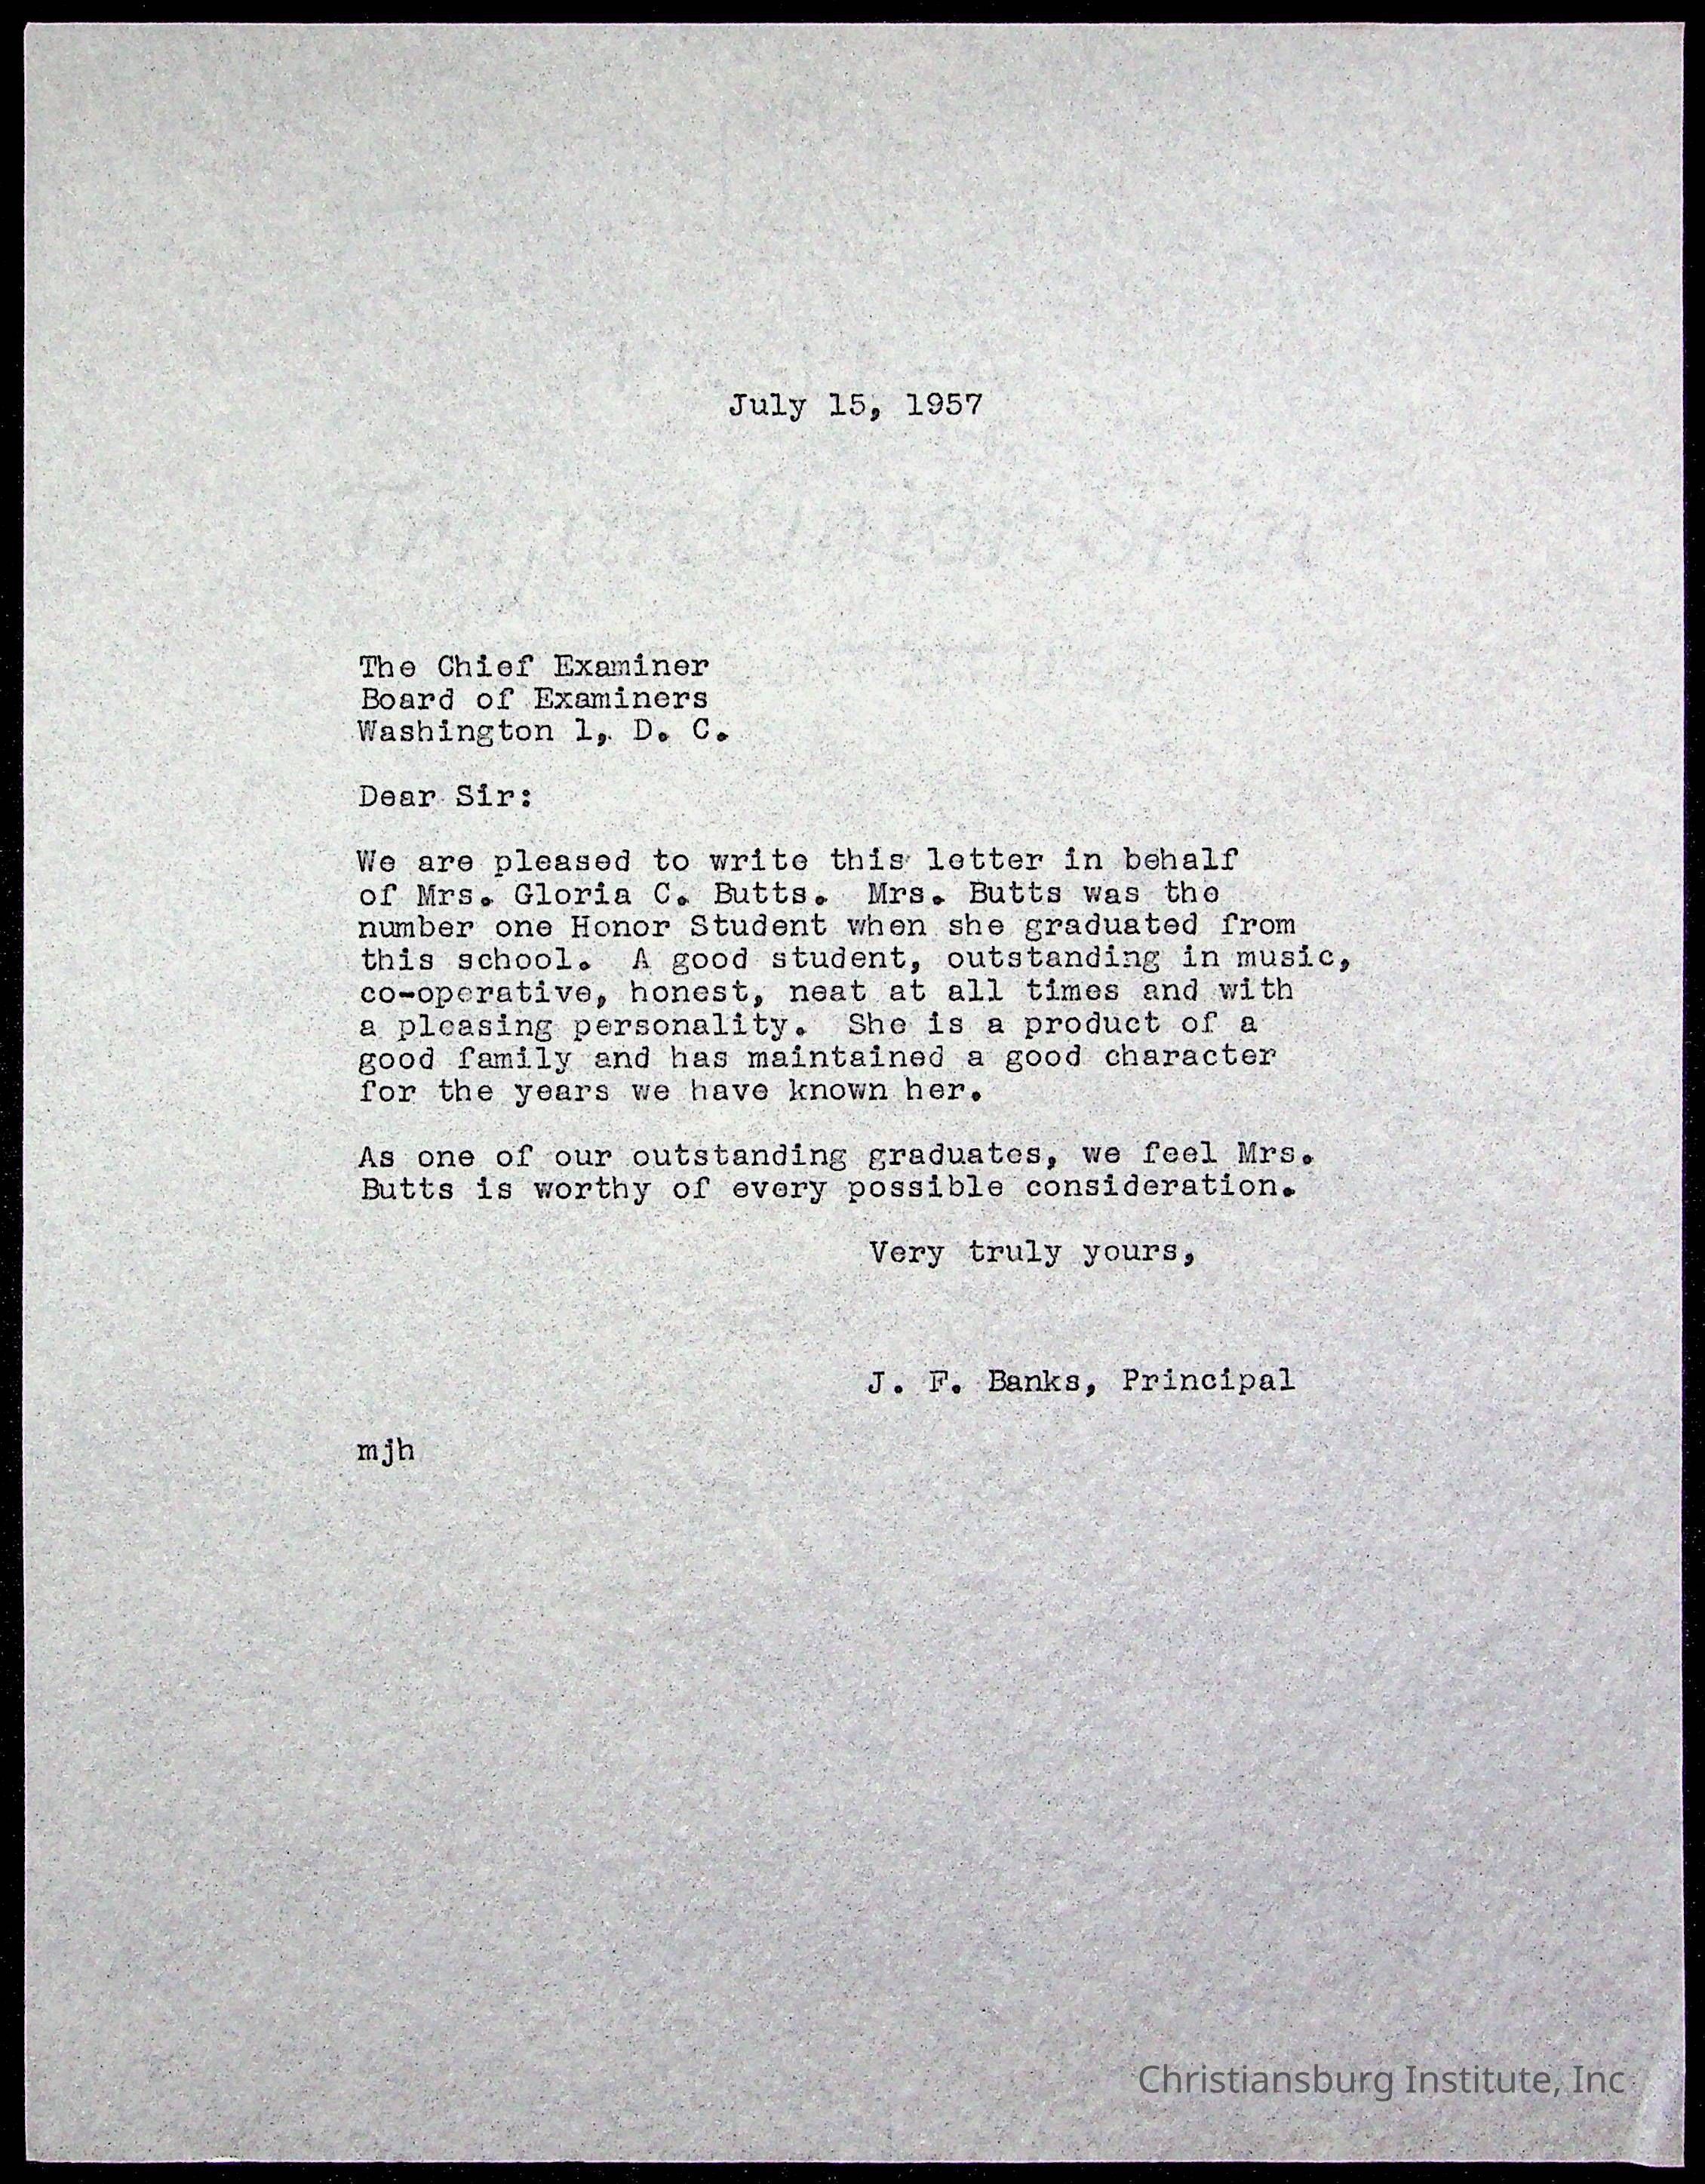 July 15, 1957
The Chief Examiner
Board of Examiners
Washington 1, D. C.
Dear Sir:
We are pleased to write this letter in behalf
of Mrs. Gloria C. Butts. Mrs. Butts was the
number one Honor Student when she graduated from
this school. A good student, outstanding in music,
co-operative, honest, neat at all times and with
a pleasing personality. She is a product of a
good family and has maintained a good character
for the years we have known her.
As one of our outstanding graduates, we feel Mrs.
Butts is worthy of every possible consideration.
Very truly yours,
J. F. Banks, Principal
mjh
Christiansburg Institute, Inc